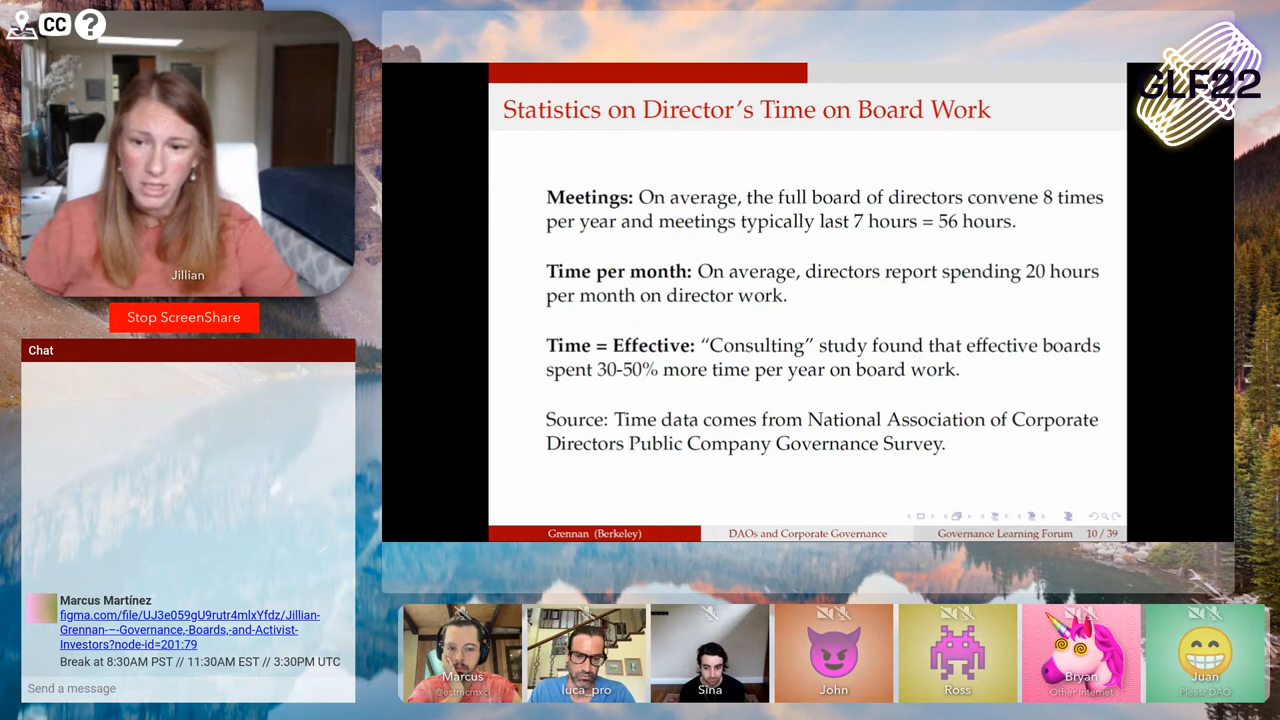 CC ?
Jillian
Stop ScreenShare
Chat
Marcus Martínez
figma.com/file/UJ3e059gU9rutr4mlxYfdz/Jillian-
Grennan-–-Governance,-Boards,-and-Activist-
Investors?node-id=201:79
Break at 8:30AM PST // 11:30AM EST // 3:30PM UTC
Send a message
GLF22
Statistics on Director's Time on Board Work
Meetings: On average, the full board of directors convene 8 times
per year and meetings typically last 7 hours = 56 hours.
Time per month: On average, directors report spending 20 hours
per month on director work.
Time = Effective: “Consulting” study found that effective boards
spent 30-50% more time per year on board work.
Source: Time data comes from National Association of Corporate
Directors Public Company Governance Survey.
Grennan (Berkeley) DAOs and Corporate Governance Governance Learning Forum 10 / 39
Marcus
@estmcmxci
luca_pro
Sina
John
Ross
Bryan
Other Internet
Juan
Please DAO